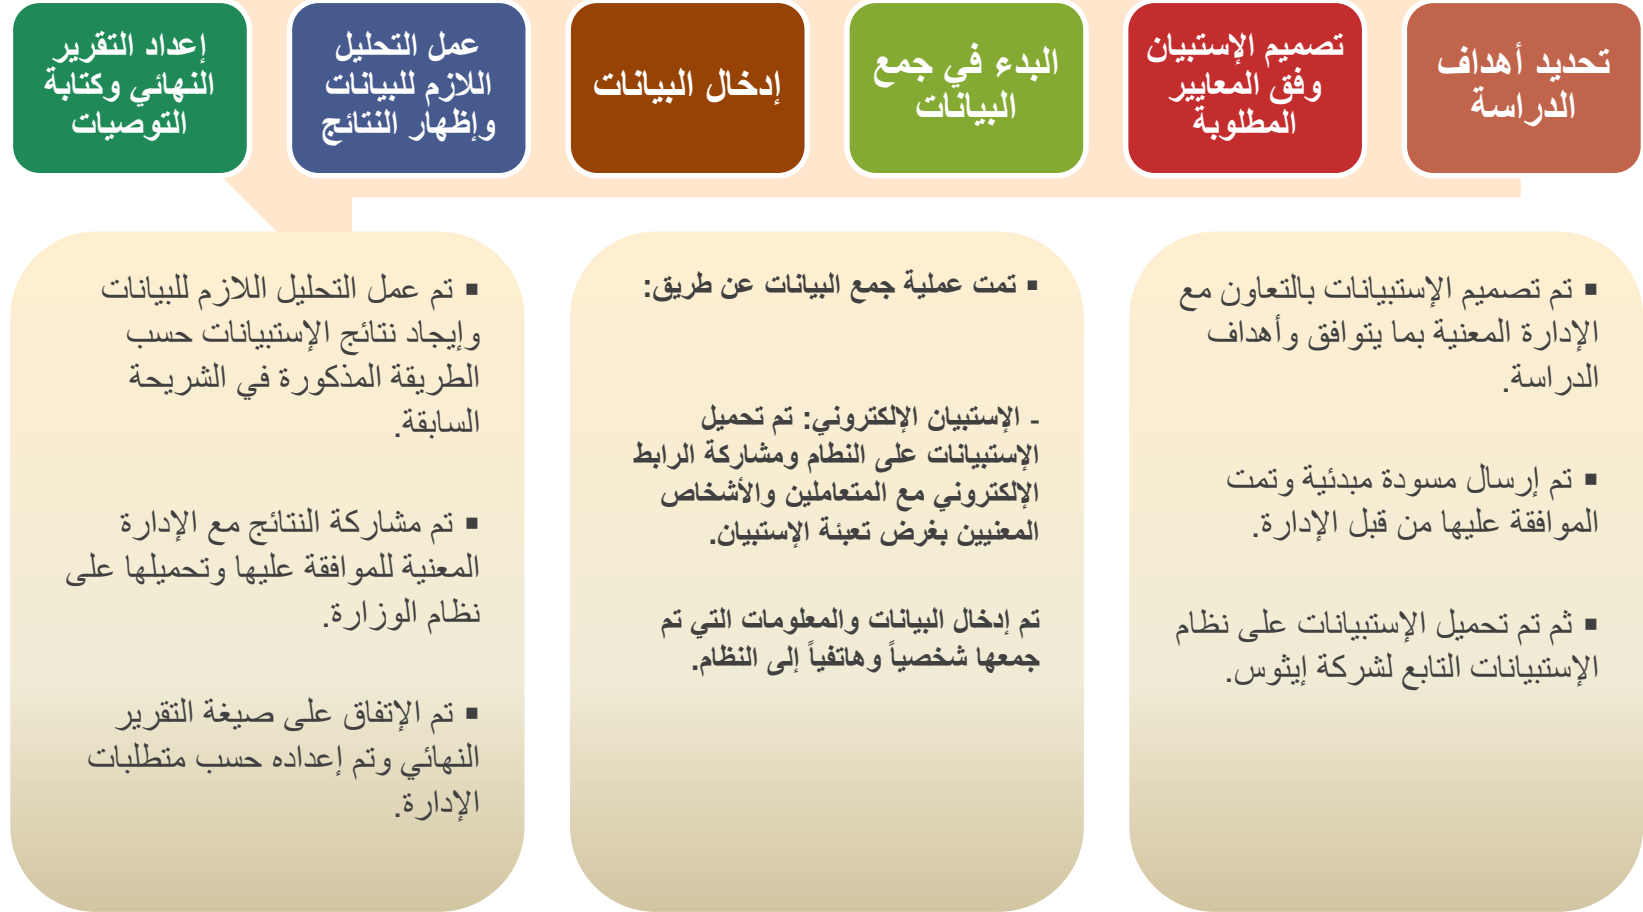 تحديد أهداف
الدراسة
تصميم الإستبيان
وفق المعايير
المطلوبة
البدء في جمع
البيانات
إدخال البيانات
عمل التحليل
اللازم للبيانات
وإظهار النتائج
إعداد التقرير
النهائي وكتابة
التوصيات
▪ تم تصميم الإستبيانات بالتعاون مع
الإدارة المعنية بما يتوافق وأهداف
الدراسة.
▪ تم إرسال مسودة مبدئية وتمت
الموافقة عليها من قبل الإدارة.
▪ ثم تم تحميل الإستبيانات على نظام
الإستبيانات التابع لشركة إيثوس.
▪ تمت عملية جمع البيانات عن طريق:
- الإستبيان الإلكتروني: تم تحميل
الإستبيانات على النطام ومشاركة الرابط
الإلكتروني مع المتعاملين والأشخاص
المعنيين بغرض تعبئة الإستبيان.
تم إدخال البيانات والمعلومات التي تم
جمعها شخصياً وهاتفياً إلى النظام.
▪ تم عمل التحليل اللازم للبيانات
وإيجاد نتائج الإستبيانات حسب
الطريقة المذكورة في الشريحة
السابقة.
▪ تم مشاركة النتائج مع الإدارة
المعنية للموافقة عليها وتحميلها على
نظام الوزارة.
▪ تم الإتفاق على صيغة التقرير
النهائي وتم إعداده حسب متطلبات
الإدارة.